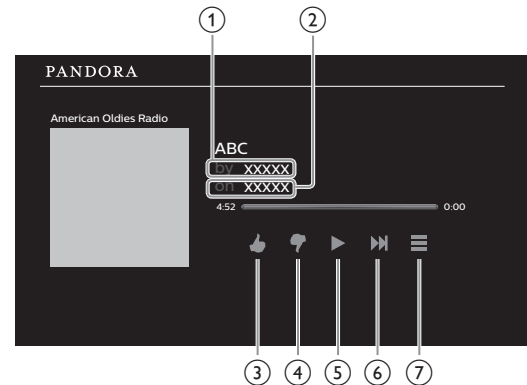 ① ②
PANDORA
American Oldies Radio
ABC
by xxxxx
on xxxxx
4:52 0:00
③ ④ ⑤ ⑥ ⑦